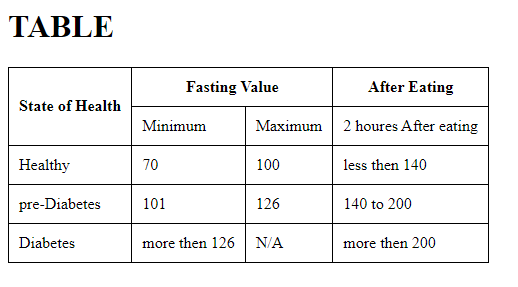 TABLE
State of Health Fasting Value After Eating
Minimum Maximum 2 houres After eating
Healthy 70 100 less then 140
pre-Diabetes 101 126 140 to 200
Diabetes more then 126 N/A more then 200